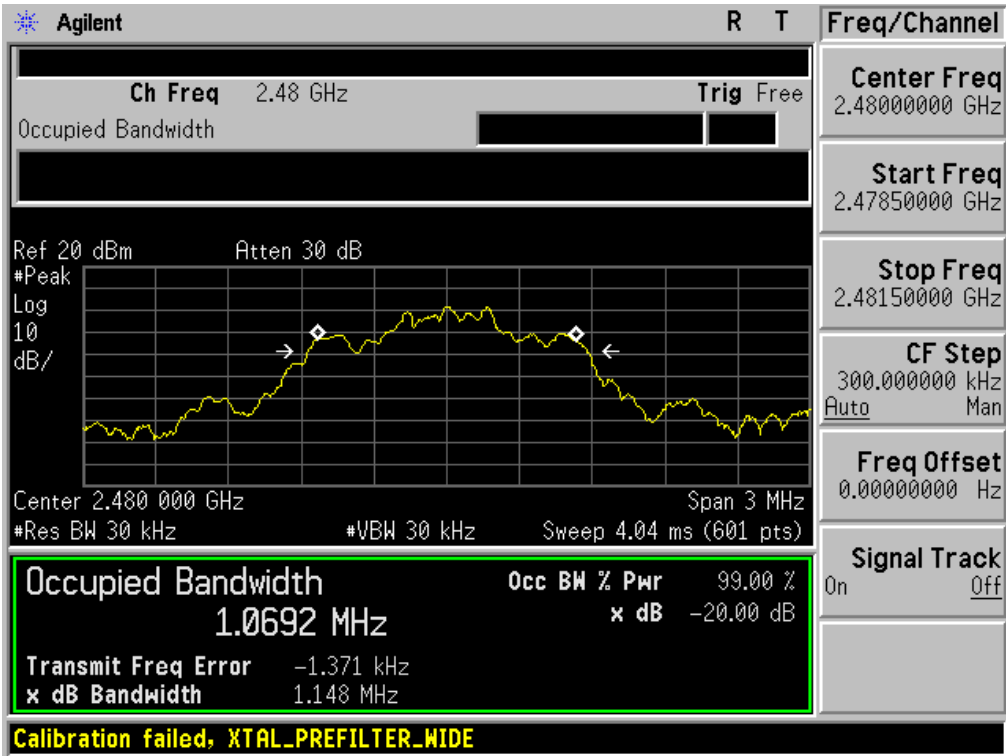 Agilent R T Freq/Channel
Ch Freq 2.48 GHz Trig Free
Occupied Bandwidth
Center Freq
2.48000000 GHz
Start Freq
2.47850000 GHz
Stop Freq
2.48150000 GHz
CF Step
300.000000 kHz
Auto Man
Freq Offset
0.00000000 Hz
Signal Track
On Off
Ref 20 dBm Atten 30 dB
#Peak
Log
10
dB/
Center 2.480 000 GHz Span 3 MHz
#Res BW 30 kHz #VBW 30 kHz Sweep 4.04 ms (601 pts)
Occupied Bandwidth Occ BW % Pwr 99.00 %
1.0692 MHz x dB -20.00 dB
Transmit Freq Error -1.371 kHz
x dB Bandwidth 1.148 MHz
Calibration failed, XTAL_PREFILTER_WIDE